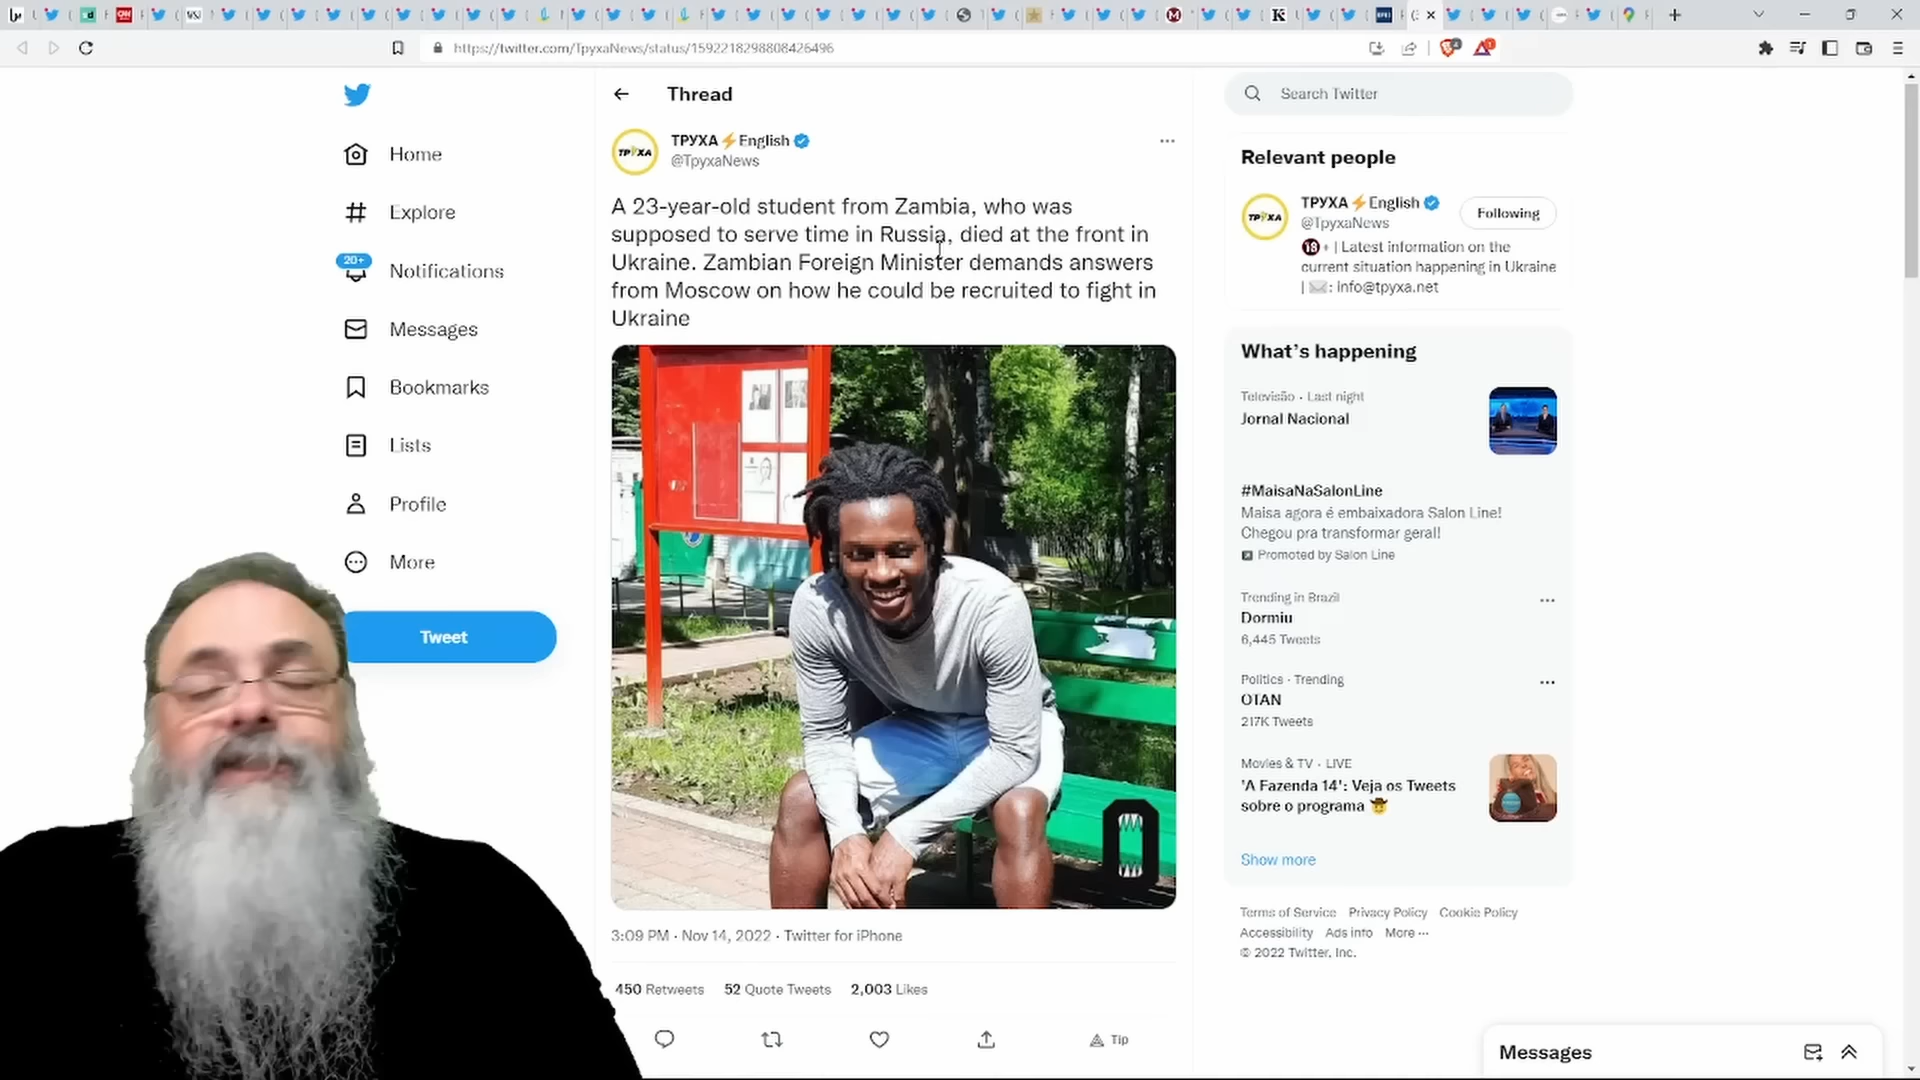 https://twitter.com/TpyxaNews/status/1592218298808426496
Home
Explore
20+
Notifications
Messages
Bookmarks
Lists
Profile
More
Tweet
Thread
ТРУХА⚡English
@TpyxaNews
A 23-year-old student from Zambia, who was
supposed to serve time in Russia, died at the front in
Ukraine. Zambian Foreign Minister demands answers
from Moscow on how he could be recruited to fight in
Ukraine
3:09 PM · Nov 14, 2022 · Twitter for iPhone
450 Retweets 52 Quote Tweets 2,003 Likes
Tip
Search Twitter
Relevant people
ТРУХА⚡English
@TpyxaNews
Following
🔞+ | Latest information on the
current situation happening in Ukraine
| ✉️: info@tpyxa.net
What's happening
Televisão · Last night
Jornal Nacional
#MaisaNaSalonLine
Maisa agora é embaixadora Salon Line!
Chegou pra transformar geral!
Promoted by Salon Line
Trending in Brazil
Dormiu
6,445 Tweets
Politics · Trending
OTAN
217K Tweets
Movies & TV · LIVE
'A Fazenda 14': Veja os Tweets
sobre o programa 🤠
Show more
Terms of Service Privacy Policy Cookie Policy
Accessibility Ads info More ···
© 2022 Twitter, Inc.
Messages